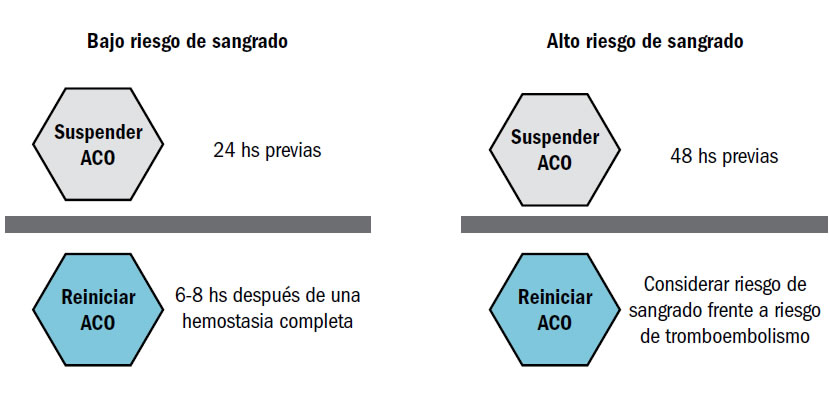 Bajo riesgo de sangrado
Suspender
ACO
24 hs previas
Reiniciar
ACO
6-8 hs después de una
hemostasia completa
Alto riesgo de sangrado
Suspender
ACO
48 hs previas
Reiniciar
ACO
Considerar riesgo de
sangrado frente a riesgo
de tromboembolismo